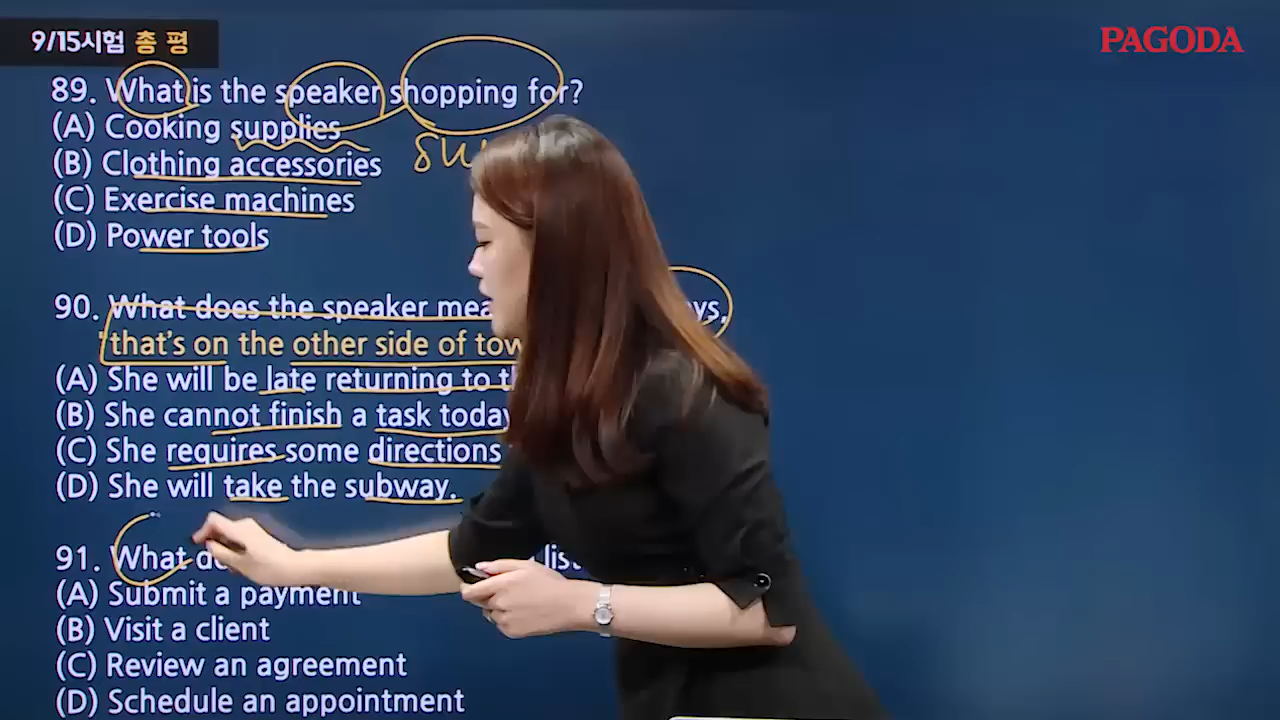 9/15시험 총 평
PAGODA
89. What is the speaker shopping for?
(A) Cooking supplies
(B) Clothing accessories
(C) Exercise machines
(D) Power tools
90. What does the speaker
"that's on the other side of
(A) She will be late returning to
(B) She cannot finish a task today
(C) She requires some directions
(D) She will take the subway.
91. What
(A) Submit a payment
(B) Visit a client
(C) Review an agreement
(D) Schedule an appointment